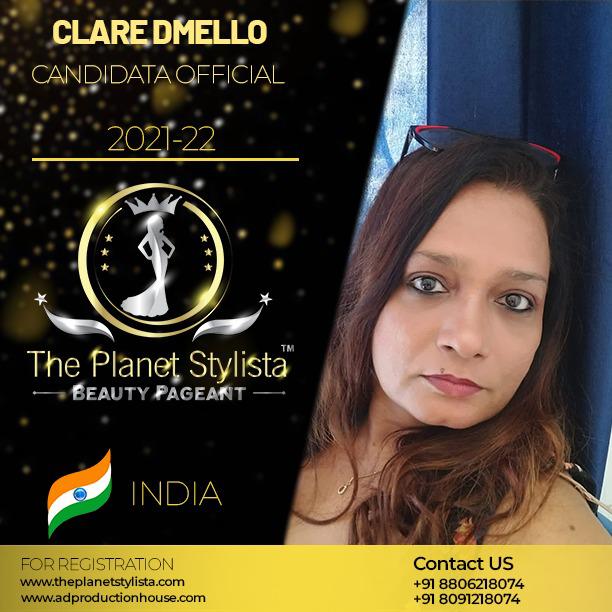 CLARE DMELLO
CANDIDATA OFFICIAL
2021-22
The Planet Stylista™
BEAUTY PAGEANT
INDIA
FOR REGISTRATION
www.theplanetstylista.com
www.adproductionhouse.com
Contact US
+91 8806218074
+91 8091218074